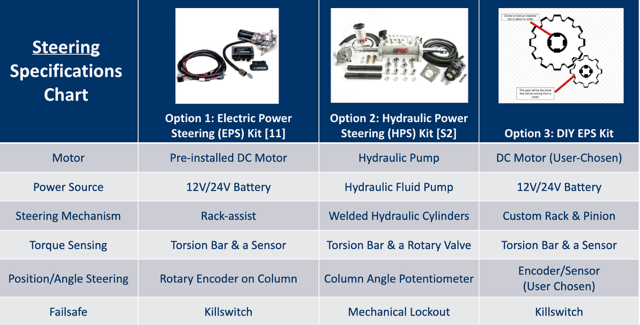 Steering
Specifications
Chart
Option 1: Electric Power
Steering (EPS) Kit [11]
Option 2: Hydraulic Power
Steering (HPS) Kit [S2]
Option 3: DIY EPS Kit
Motor Pre-installed DC Motor Hydraulic Pump DC Motor (User-Chosen)
Power Source 12V/24V Battery Hydraulic Fluid Pump 12V/24V Battery
Steering Mechanism Rack-assist Welded Hydraulic Cylinders Custom Rack & Pinion
Torque Sensing Torsion Bar & a Sensor Torsion Bar & a Rotary Valve Torsion Bar & a Sensor
Position/Angle Steering Rotary Encoder on Column Column Angle Potentiometer Encoder/Sensor
(User Chosen)
Failsafe Killswitch Mechanical Lockout Killswitch